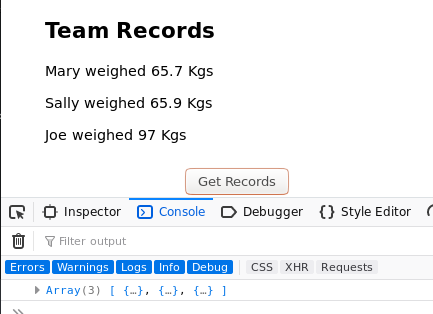 Team Records
Mary weighed 65.7 Kgs
Sally weighed 65.9 Kgs
Joe weighed 97 Kgs
Get Records
Inspector Console Debugger {} Style Editor
Filter output
Errors Warnings Logs Info Debug CSS XHR Requests
Array(3) [ {…}, {…}, {…} ]